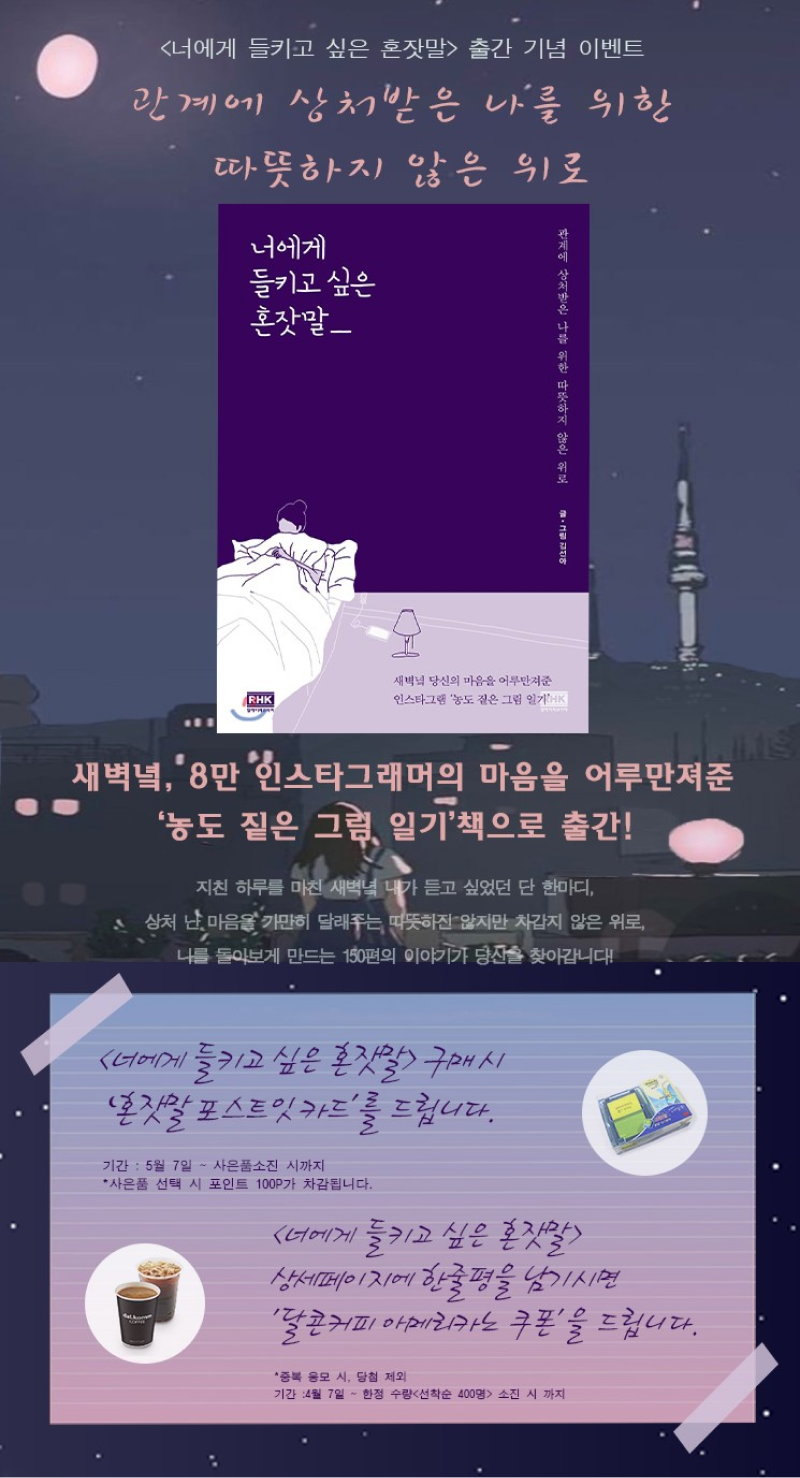 <너에게 들키고 싶은 혼잣말> 출간 기념 이벤트
관계에 상처받은 나를 위한
따뜻하지 않은 위로
너에게
들키고 싶은
혼잣말_
관계에 상처받은 나를 위한 따뜻하지 않은 위로
글·그림 김선아
새벽녘 당신의 마음을 어루만져준
인스타그램 '농도 짙은 그림 일기'
RHK
RHK
새벽녘, 8만 인스타그래머의 마음을 어루만져준
'농도 짙은 그림 일기'책으로 출간!
지친 하루를 마친 새벽녘 내가 듣고 싶었던 단 한마디,
상처 난 마음을 가만히 달래주는 따뜻하진 않지만 차갑지 않은 위로,
나를 돌아보게 만드는 150편의 이야기가 당신을 찾아갑니다!
<너에게 들키고 싶은 혼잣말> 구매 시
'혼잣말 포스트잇 카드'를 드립니다.
기간 : 5월 7일 ~ 사은품소진 시까지
*사은품 선택 시 포인트 100P가 차감됩니다.
<너에게 들키고 싶은 혼잣말>
상세페이지에 한줄평을 남기시면
'달콤커피 아메리카노 쿠폰'을 드립니다.
dal.komm
COFFEE
*중복 응모 시, 당첨 제외
기간 :4월 7일 ~ 한정 수량<선착순 400명> 소진 시 까지